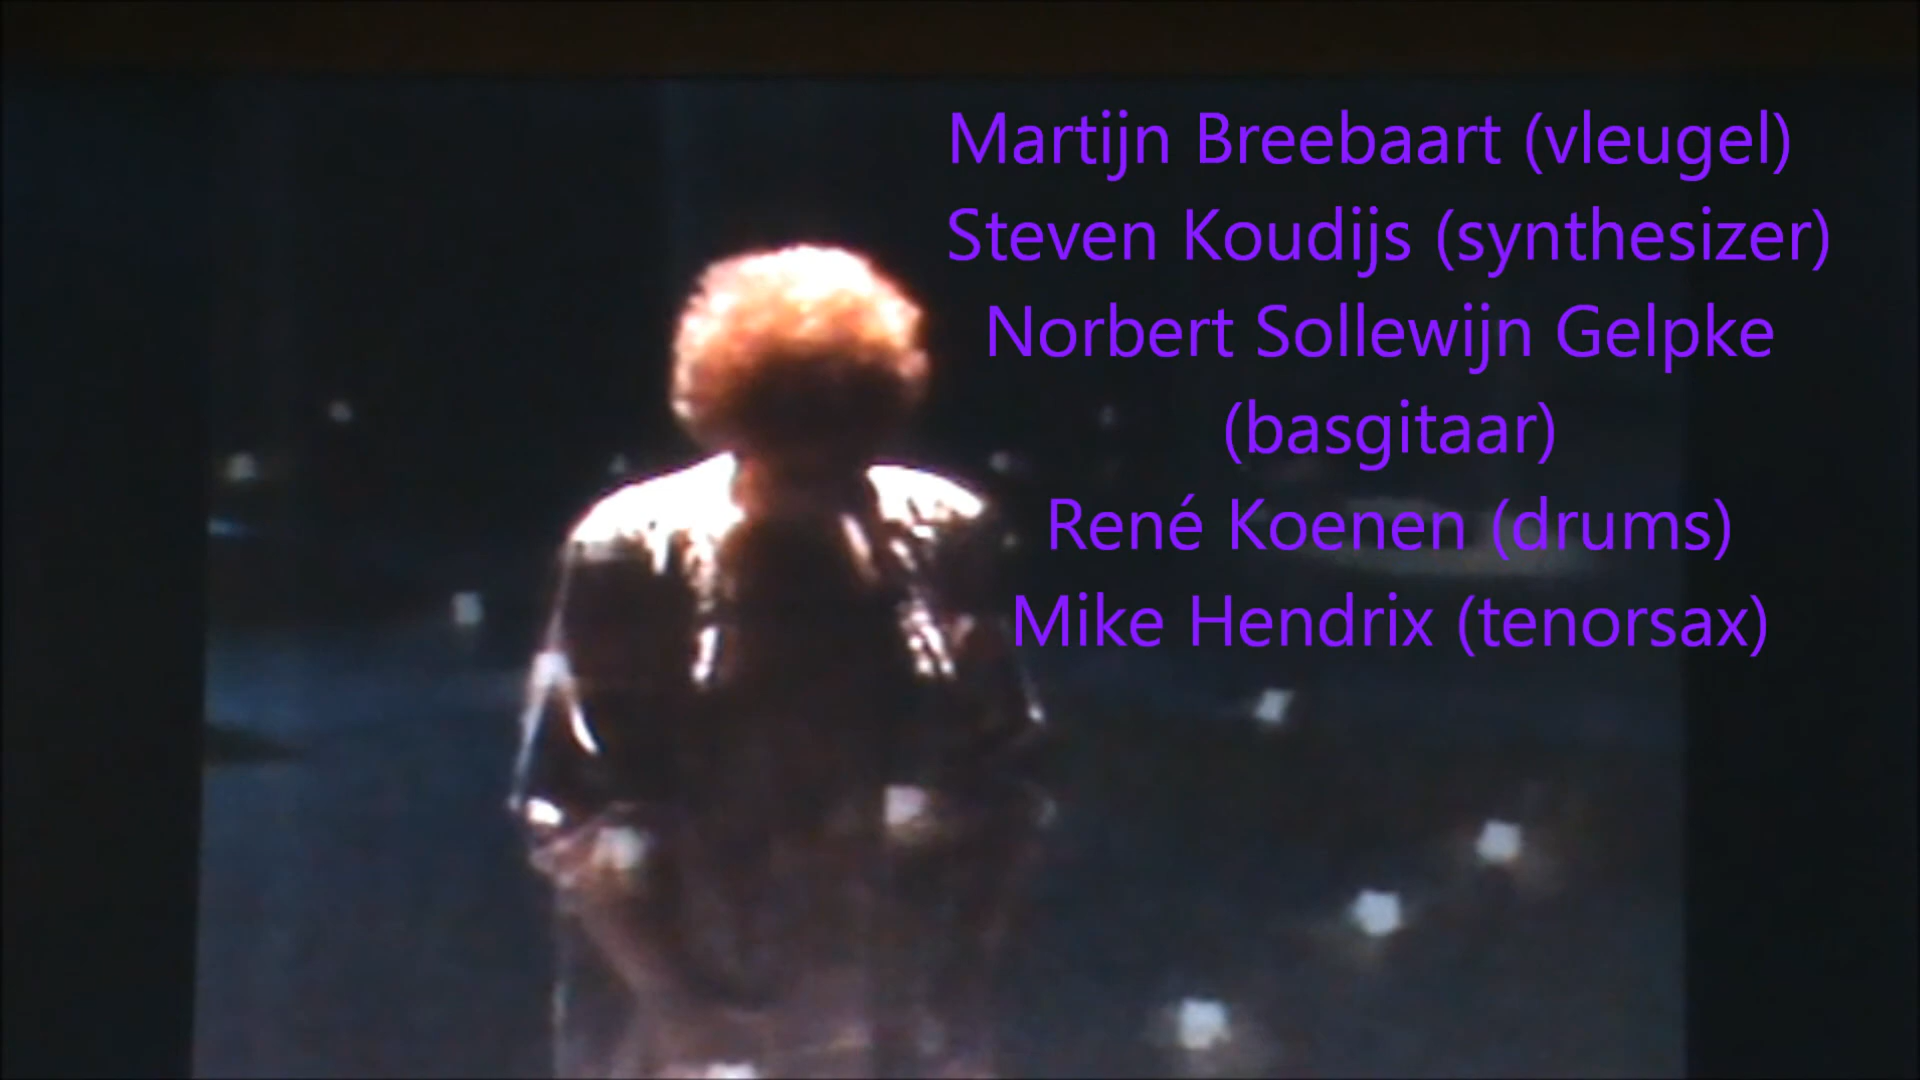 Martijn Breebaart (vleugel)
Steven Koudijs (synthesizer)
Norbert Sollewijn Gelpke
(basgitaar)
René Koenen (drums)
Mike Hendrix (tenorsax)